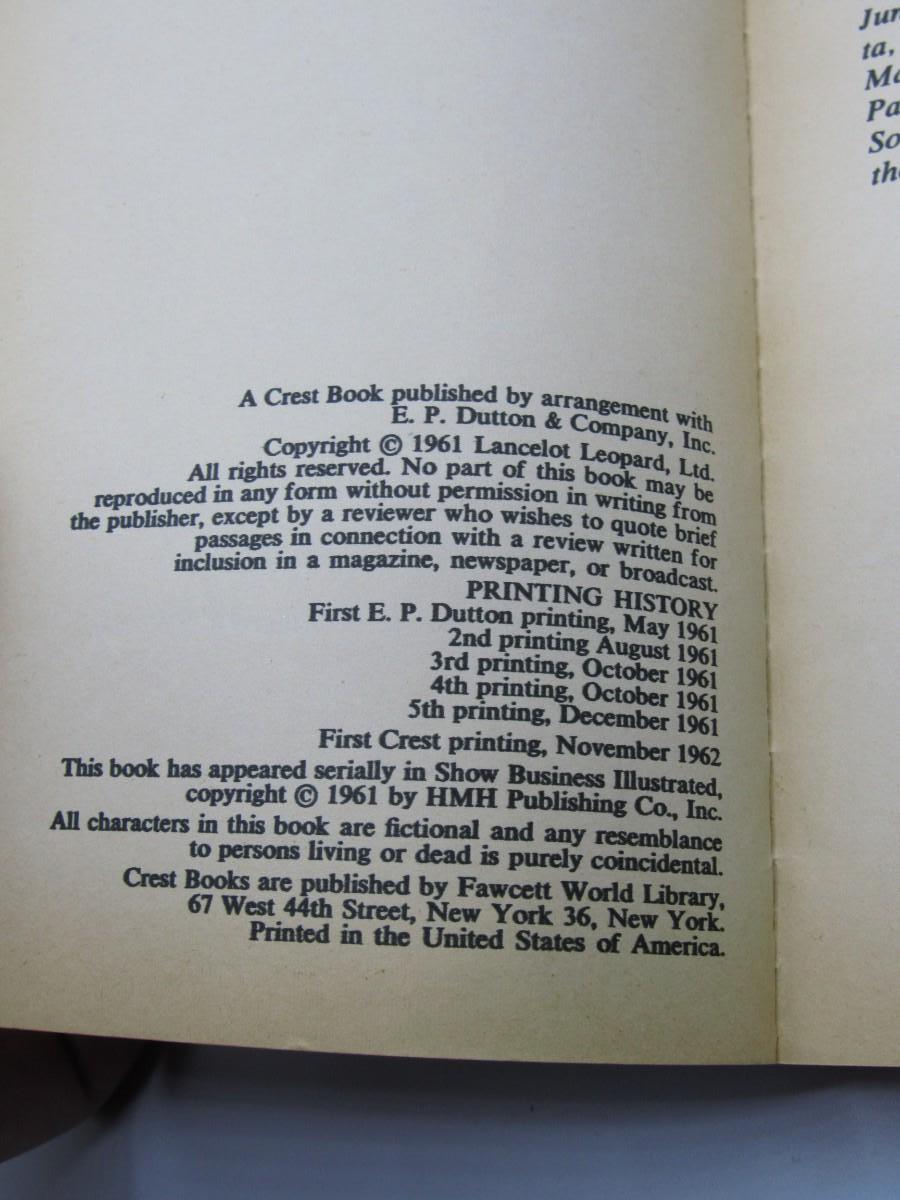 A Crest Book published by arrangement with
E. P. Dutton & Company, Inc.
Copyright © 1961 Lancelot Leopard, Ltd.
All rights reserved. No part of this book may be
reproduced in any form without permission in writing from
the publisher, except by a reviewer who wishes to quote brief
passages in connection with a review written for
inclusion in a magazine, newspaper, or broadcast.
PRINTING HISTORY
First E. P. Dutton printing, May 1961
2nd printing August 1961
3rd printing, October 1961
4th printing, October 1961
5th printing, December 1961
First Crest printing, November 1962
This book has appeared serially in Show Business Illustrated,
copyright © 1961 by HMH Publishing Co., Inc.
All characters in this book are fictional and any resemblance
to persons living or dead is purely coincidental.
Crest Books are published by Fawcett World Library,
67 West 44th Street, New York 36, New York.
Printed in the United States of America.
ta,